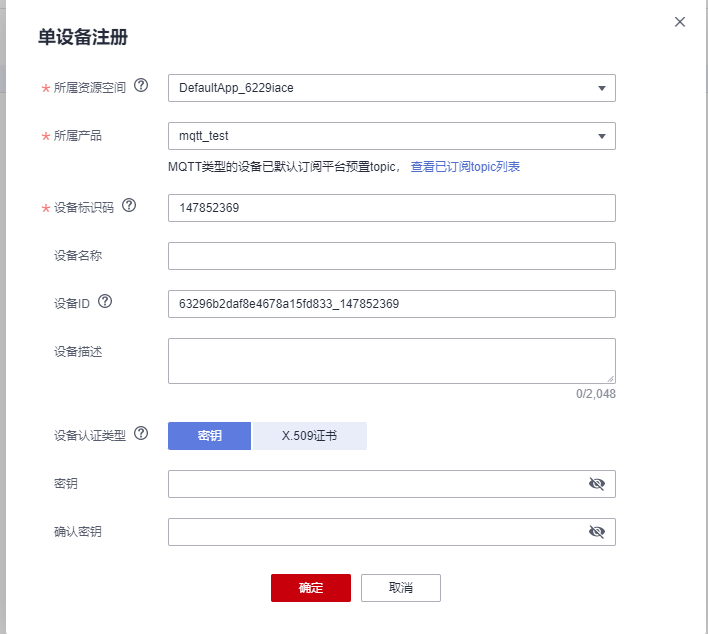 单设备注册
* 所属资源空间 ? DefaultApp_6229iace
* 所属产品 mqtt_test
MQTT类型的设备已默认订阅平台预置topic， 查看已订阅topic列表
* 设备标识码 ? 147852369
设备名称
设备ID ? 63296b2daf8e4678a15fd833_147852369
设备描述
0/2,048
设备认证类型 ? 密钥 X.509证书
密钥
确认密钥
确定 取消